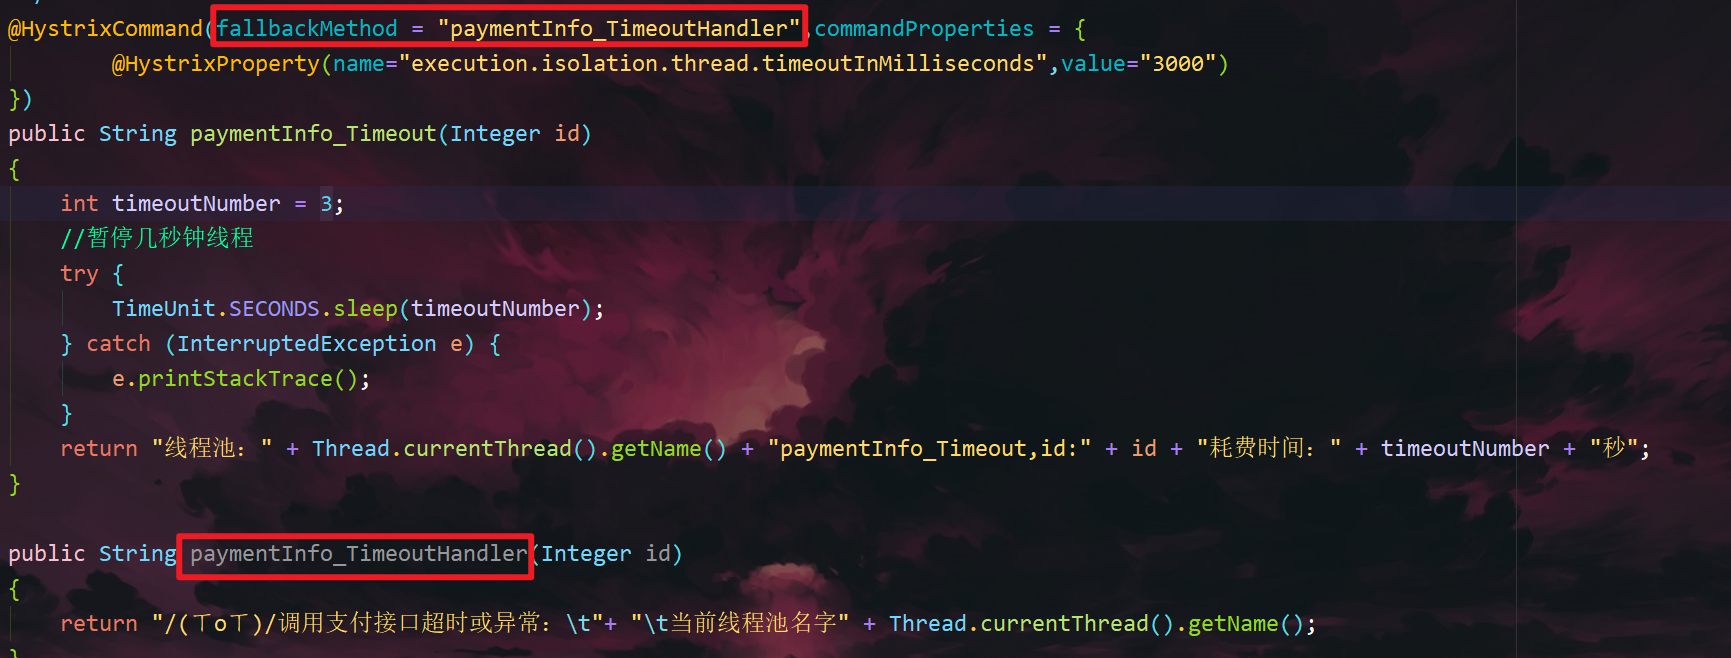 @HystrixCommand(fallbackMethod = "paymentInfo_TimeoutHandler",commandProperties = {
        @HystrixProperty(name="execution.isolation.thread.timeoutInMilliseconds",value="3000")
})
public String paymentInfo_Timeout(Integer id)
{
    int timeoutNumber = 3;
    //暂停几秒钟线程
    try {
        TimeUnit.SECONDS.sleep(timeoutNumber);
    } catch (InterruptedException e) {
        e.printStackTrace();
    }
    return "线程池：" + Thread.currentThread().getName() + "paymentInfo_Timeout,id:" + id + "耗费时间：" + timeoutNumber + "秒";
}
public String paymentInfo_TimeoutHandler(Integer id)
{
    return "/(ㄒoㄒ)/调用支付接口超时或异常：\t"+ "\t当前线程池名字" + Thread.currentThread().getName();
}